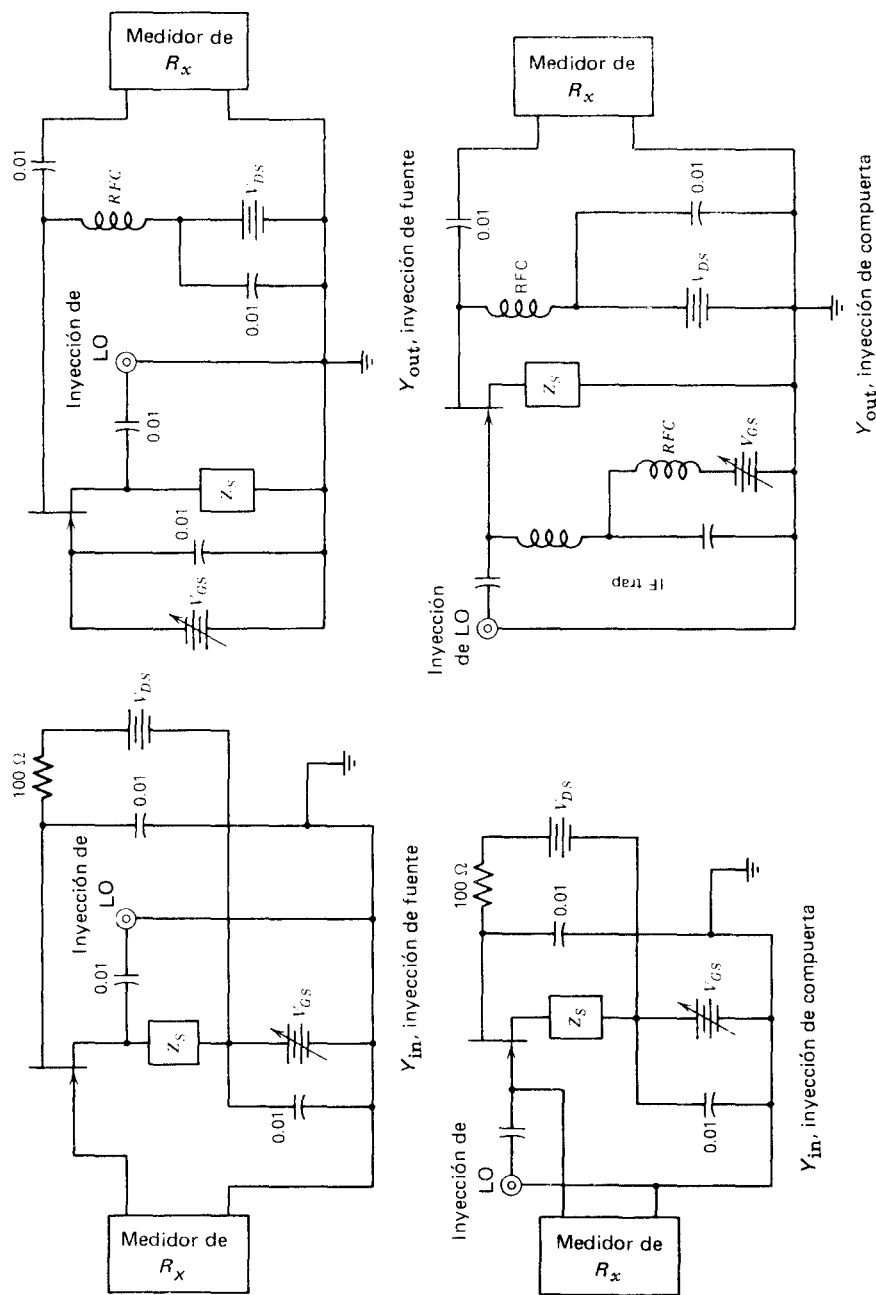 Medidor de
R_x
0.01
RFC
V_DS
0.01
Inyección de
LO
0.01
Z_S
0.01
V_GS
Y_out, inyección de fuente
Medidor de
R_x
0.01
RFC
0.01
V_DS
Z_S
RFC
V_GS
IF trap
Inyección
de LO
Y_out, inyección de compuerta
100 Ω
V_DS
0.01
Inyección de
LO
0.01
Z_S
V_GS
0.01
Medidor de
R_x
Y_in, inyección de fuente
100 Ω
V_DS
0.01
Z_S
V_GS
0.01
Inyección de
LO
Medidor de
R_x
Y_in, inyección de compuerta